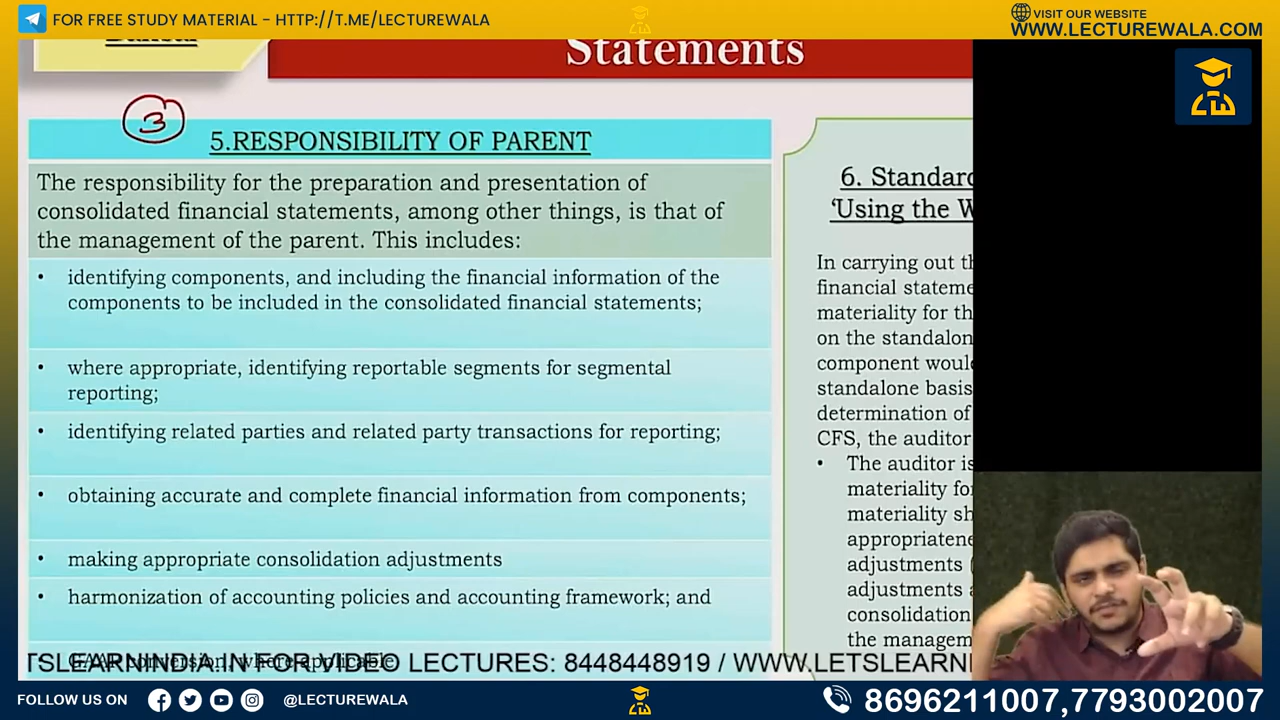 FOR FREE STUDY MATERIAL - HTTP://T.ME/LECTUREWALA
VISIT OUR WEBSITE
WWW.LECTUREWALA.COM
Statements
3
5.RESPONSIBILITY OF PARENT
The responsibility for the preparation and presentation of
consolidated financial statements, among other things, is that of
the management of the parent. This includes:
• identifying components, and including the financial information of the
components to be included in the consolidated financial statements;
• where appropriate, identifying reportable segments for segmental
reporting;
• identifying related parties and related party transactions for reporting;
• obtaining accurate and complete financial information from components;
• making appropriate consolidation adjustments
• harmonization of accounting policies and accounting framework; and
GAAP conversion, where applicable
6. Standard
'Using the W
In carrying out th
financial stateme
materiality for th
on the standalon
component would
standalone basis
determination of
CFS, the auditor
• The auditor is
materiality fo
materiality sh
appropriatene
adjustments (
adjustments a
consolidation
the managem
TSLEARNINDIA.IN FOR VIDEO LECTURES: 8448448919 / WWW.LETSLEARN
FOLLOW US ON
@LECTUREWALA
8696211007,7793002007